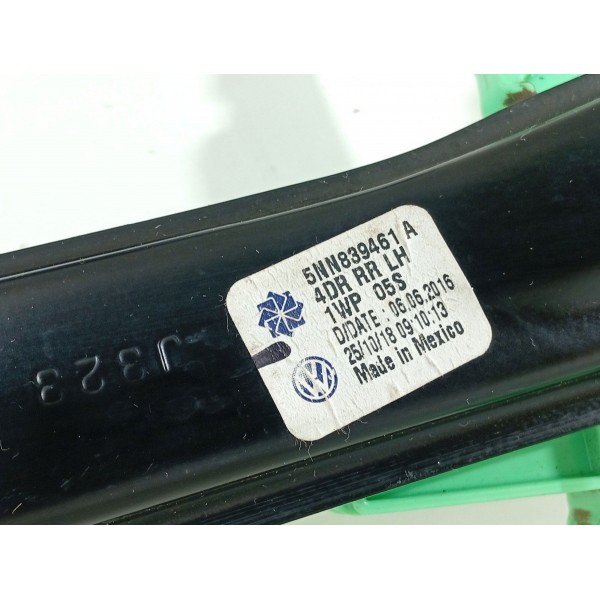 5NN839461 A
4DR RR LH
1WP 05S
D/DATE : 06.06.2016
25/10/18 09:10:13
Made in Mexico
J323